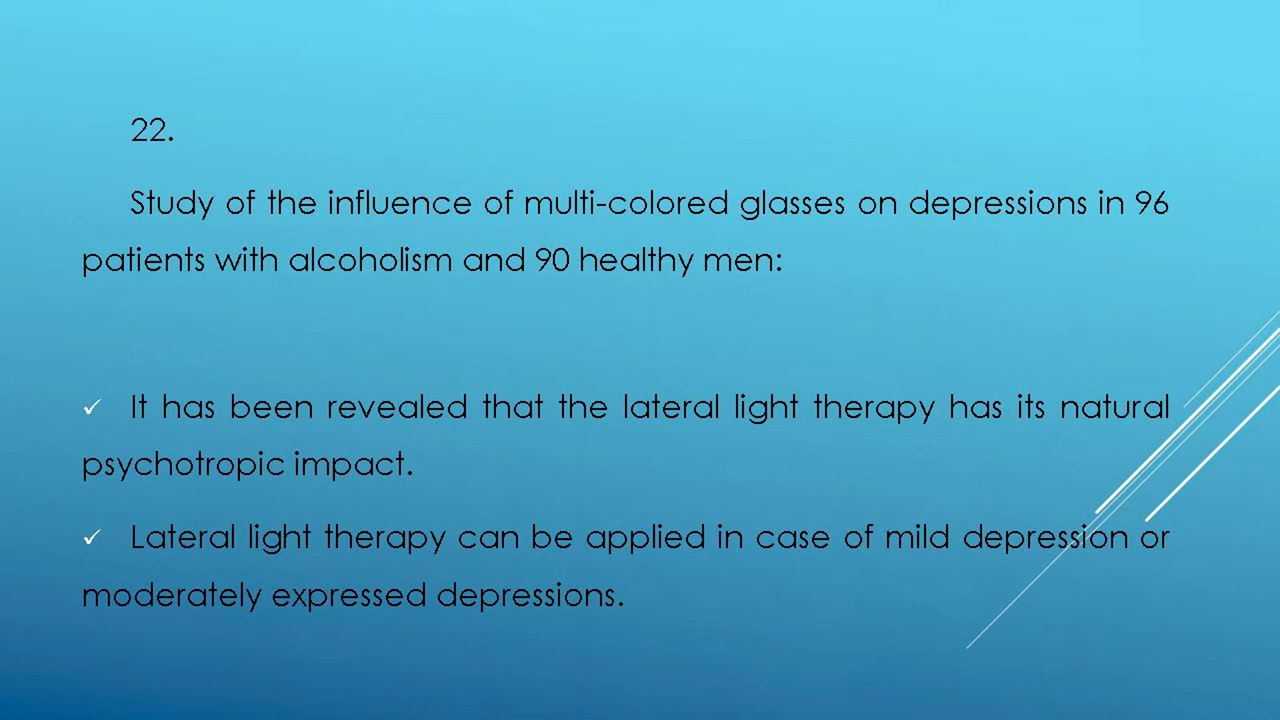 22.
Study of the influence of multi-colored glasses on depressions in 96
patients with alcoholism and 90 healthy men:
✓ It has been revealed that the lateral light therapy has its natural
psychotropic impact.
✓ Lateral light therapy can be applied in case of mild depression or
moderately expressed depressions.